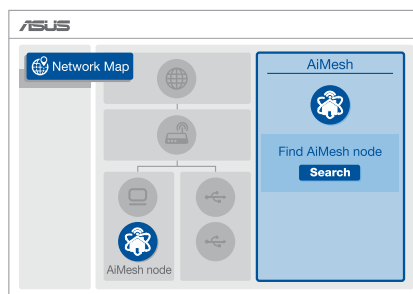 ASUS
Network Map
AiMesh
Find AiMesh node
Search
AiMesh node